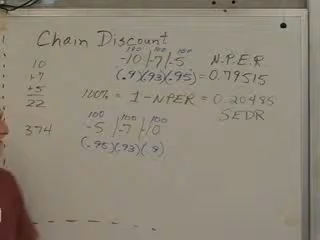 Chain Discount
100 100 100
10 -10 | -7 | -5 N.P.E.R.
+7 (.9)(.93)(.95) = 0.79515
+5
22 100% = 1 - NPER = 0.20485
SEDR
100 100 100
374 -5 | -7 | -10
(.95)(.93)(.9)